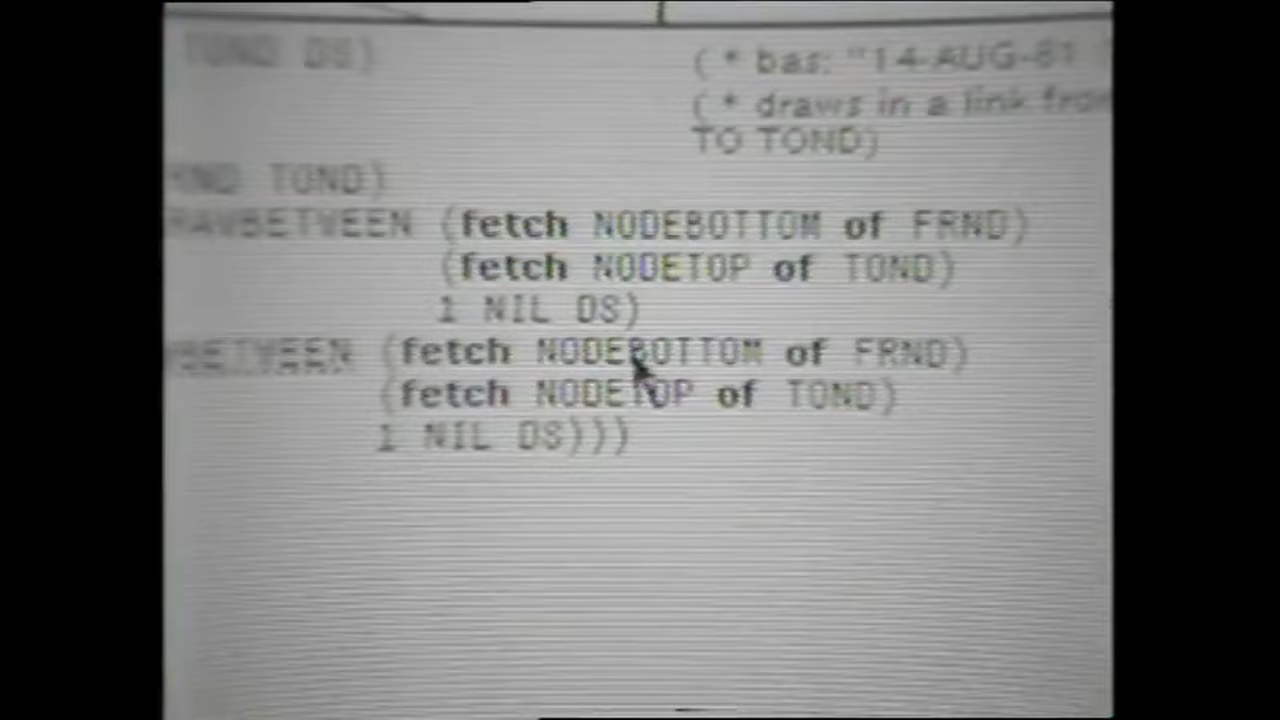 TOND DS)
( * bas: "14-AUG-81
( * draws in a link from
TO TOND)
TOND)
(fetch NODEBOTTOM of FRND)
(fetch NODETOP of TOND)
1 NIL DS)
(fetch NODEBOTTOM of FRND)
(fetch NODETOP of TOND)
1 NIL DS)))